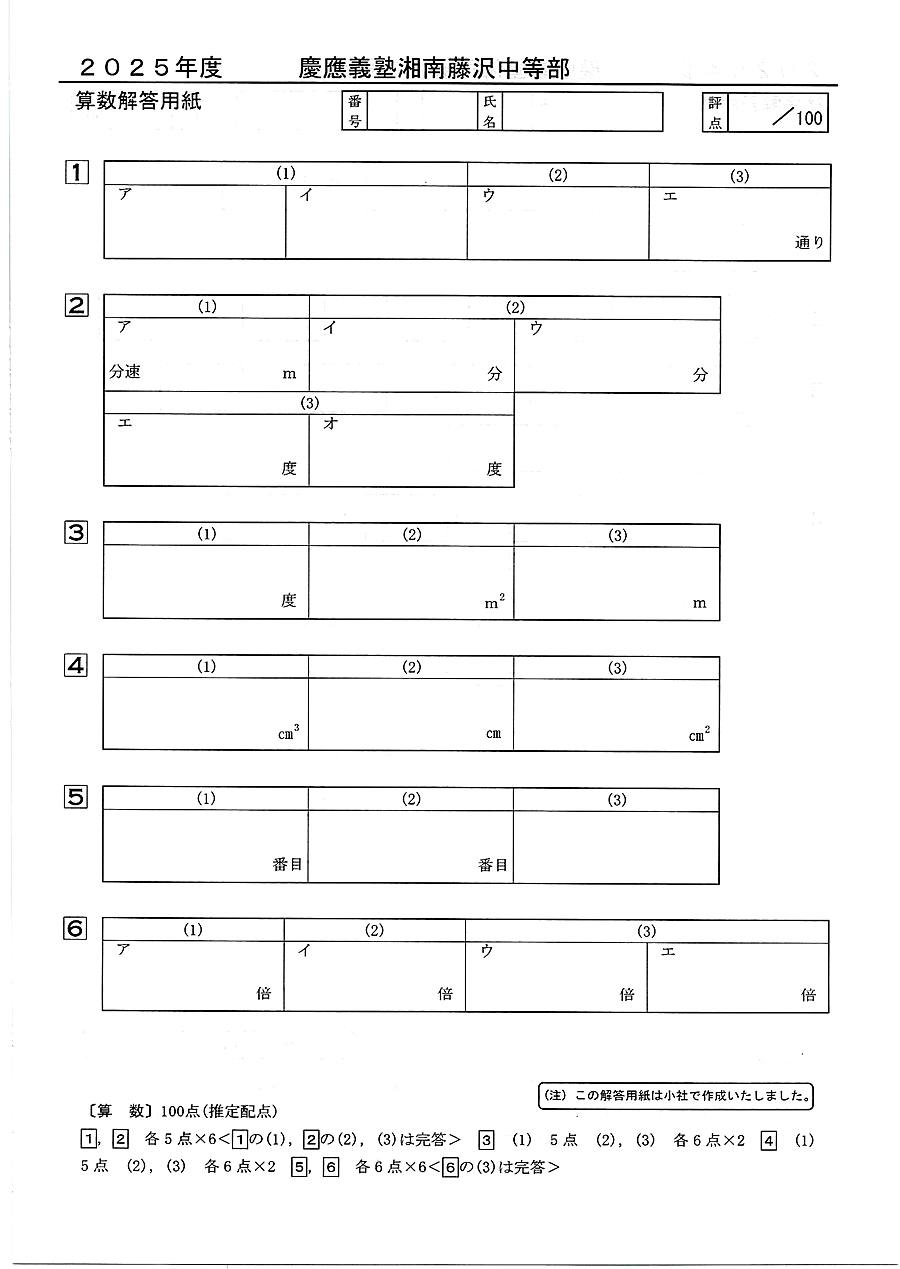 ２０２５年度　慶應義塾湘南藤沢中等部
算数解答用紙
番号
氏名
評点
／100
1
(1) (2) (3)
ア イ ウ エ
通り
2
(1) (2)
ア イ ウ
分速 m 分 分
(3)
エ オ
度 度
3
(1) (2) (3)
度 m² m
4
(1) (2) (3)
cm³ cm cm²
5
(1) (2) (3)
番目 番目
6
(1) (2) (3)
ア イ ウ エ
倍 倍 倍 倍
（注）この解答用紙は小社で作成いたしました。
〔算　数〕100点(推定配点)
1, 2　各5点×6<1の(1), 2の(2), (3)は完答>　3　(1)　5点　(2), (3)　各6点×2　4　(1)
5点　(2), (3)　各6点×2　5, 6　各6点×6<6の(3)は完答>